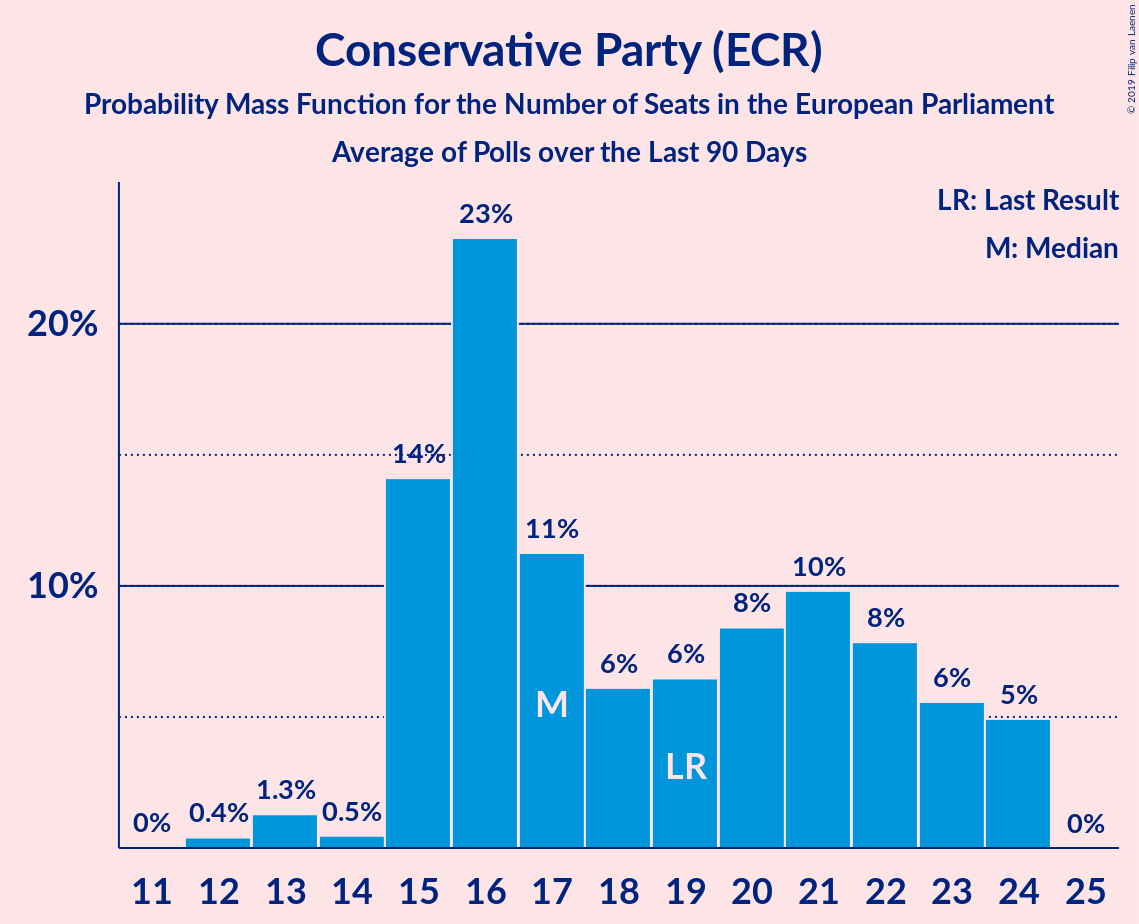 Conservative Party (ECR)
Probability Mass Function for the Number of Seats in the European Parliament
Average of Polls over the Last 90 Days
© 2019 Filip van Laenen
LR: Last Result
M: Median
20%
10%
0%
0.4%
1.3%
0.5%
14%
23%
11%
6%
6%
8%
10%
8%
6%
5%
0%
M
LR
11 12 13 14 15 16 17 18 19 20 21 22 23 24 25